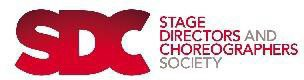 SDC
STAGE
DIRECTORS AND
CHOREOGRAPHERS
SOCIETY